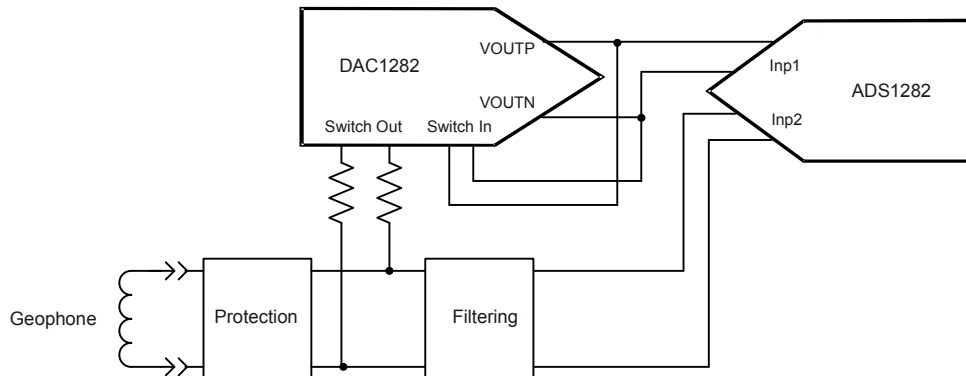 VOUTP
DAC1282
Inp1
ADS1282
VOUTN
Inp2
Switch Out
Switch In
Geophone
Protection
Filtering